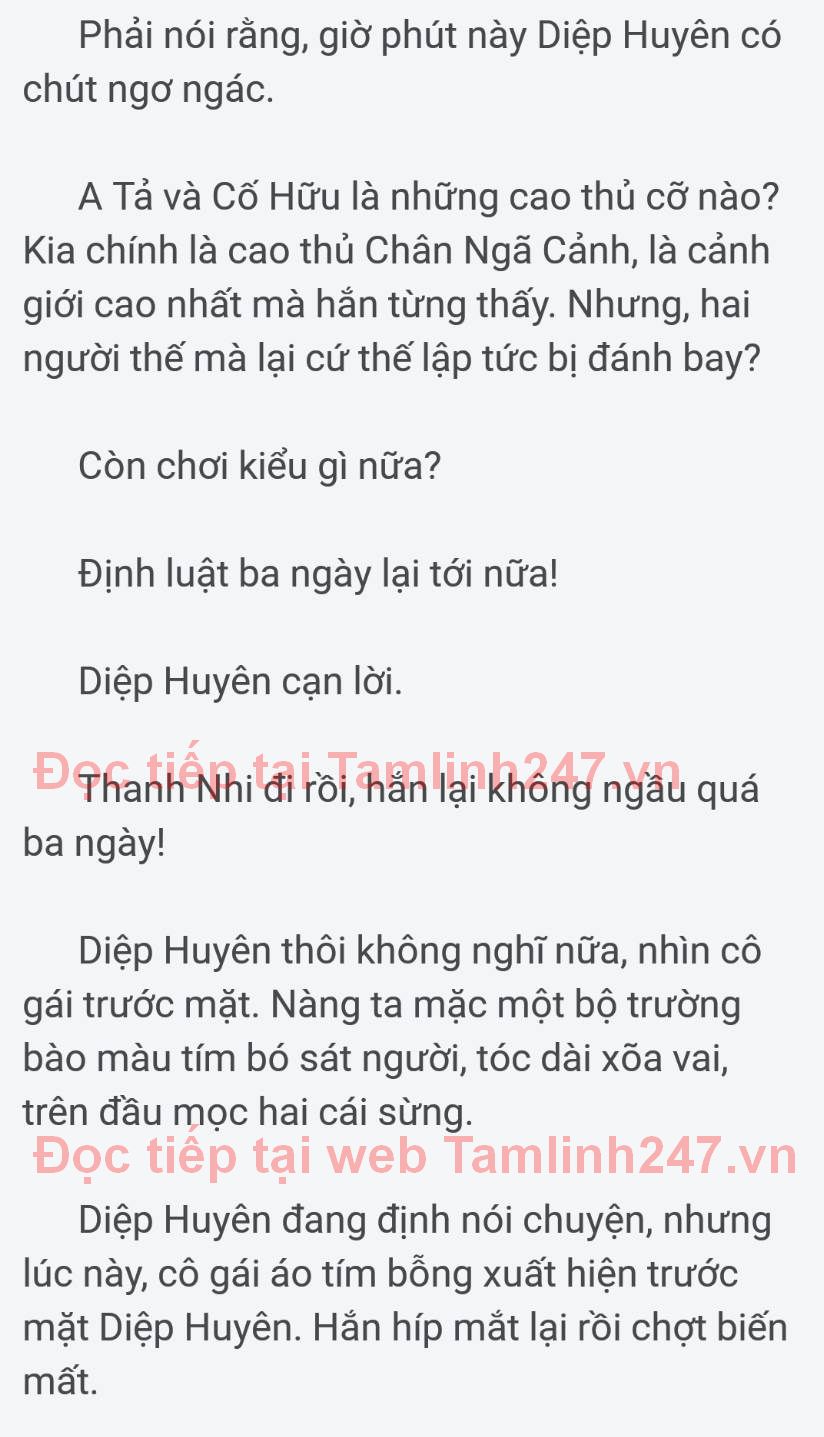 Phải nói rằng, giờ phút này Diệp Huyên có
chút ngơ ngác.
A Tả và Cố Hữu là những cao thủ cỡ nào?
Kia chính là cao thủ Chân Ngã Cảnh, là cảnh
giới cao nhất mà hắn từng thấy. Nhưng, hai
người thế mà lại cứ thế lập tức bị đánh bay?
Còn chơi kiểu gì nữa?
Định luật ba ngày lại tới nữa!
Diệp Huyên cạn lời.
Đọc tiếp tại Tamlinh247.vn
Thanh Nhi đi rồi, hắn lại không ngầu quá
ba ngày!
Diệp Huyên thôi không nghĩ nữa, nhìn cô
gái trước mặt. Nàng ta mặc một bộ trường
bào màu tím bó sát người, tóc dài xõa vai,
trên đầu mọc hai cái sừng.
Đọc tiếp tại web Tamlinh247.vn
Diệp Huyên đang định nói chuyện, nhưng
lúc này, cô gái áo tím bỗng xuất hiện trước
mặt Diệp Huyên. Hắn híp mắt lại rồi chợt biến
mất.